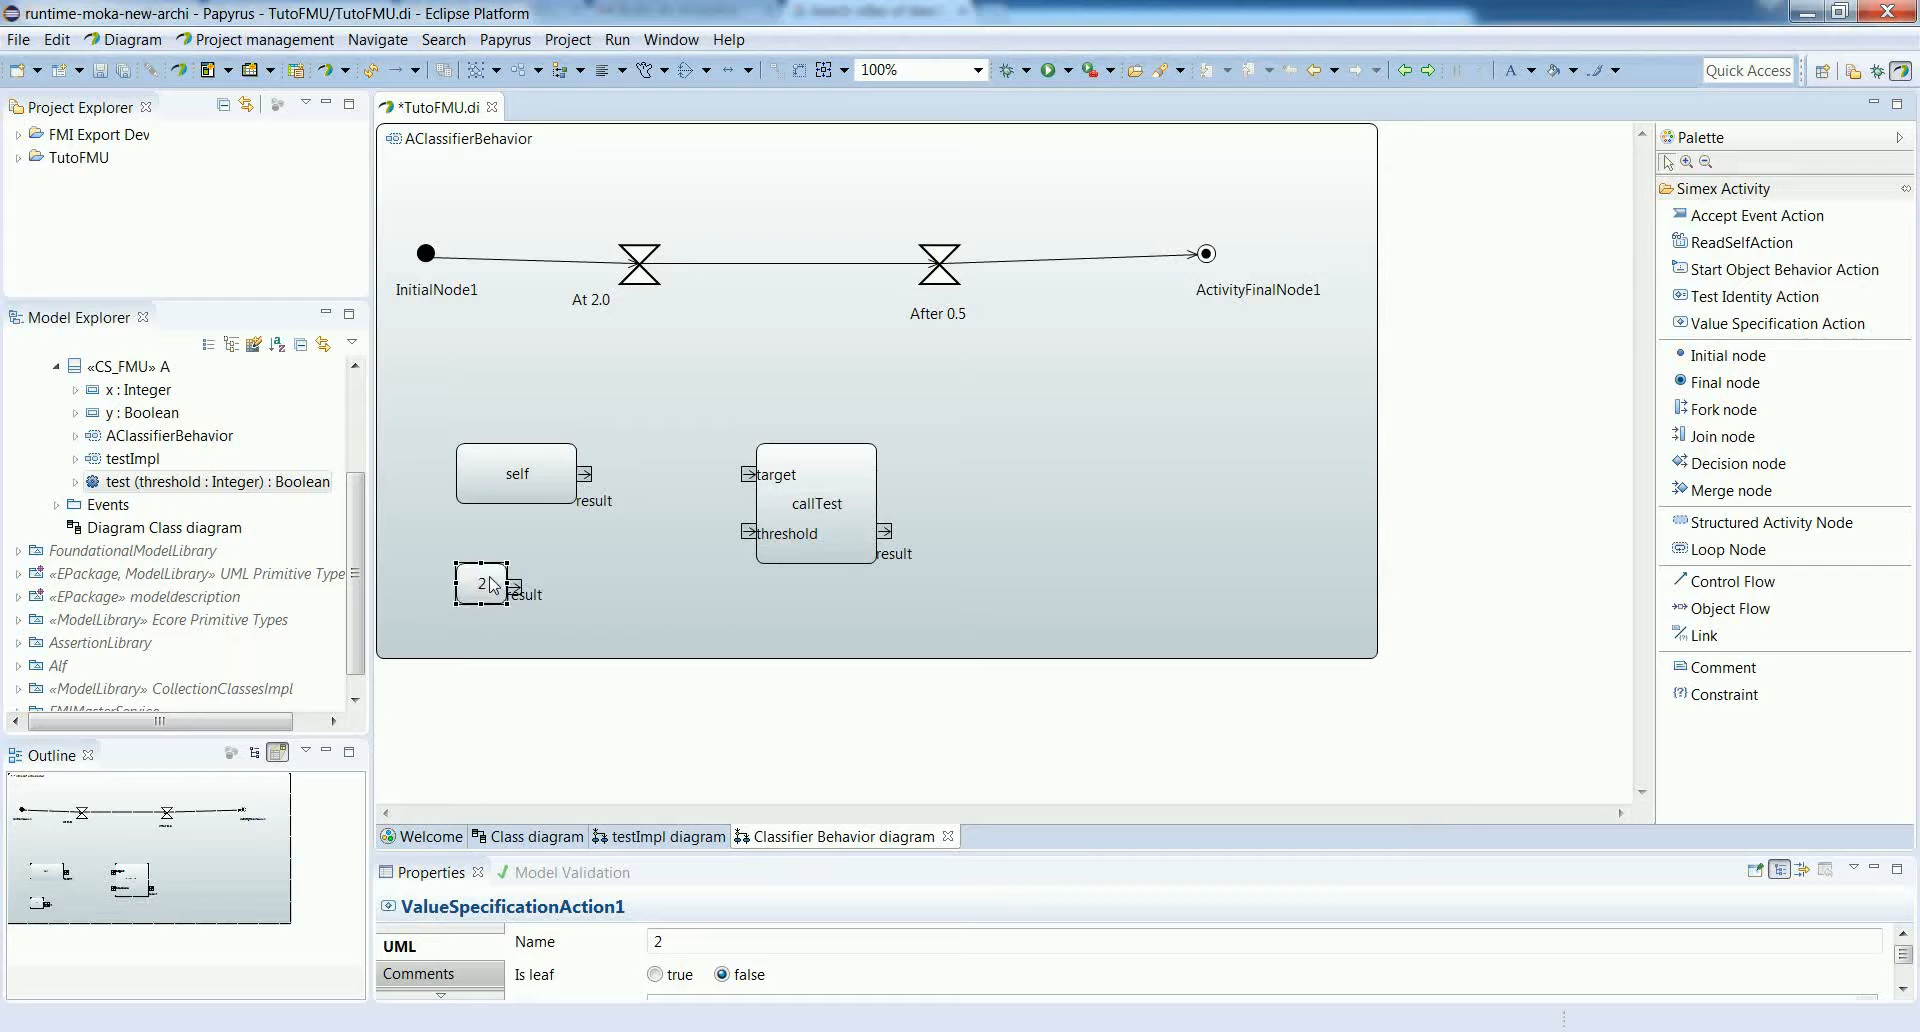 runtime-moka-new-archi - Papyrus - TutoFMU/TutoFMU.di - Eclipse Platform
File Edit Diagram Project management Navigate Search Papyrus Project Run Window Help
100%
Quick Access
Project Explorer
FMI Export Dev
TutoFMU
Model Explorer
«CS_FMU» A
x : Integer
y : Boolean
AClassifierBehavior
testImpl
test (threshold : Integer) : Boolean
Events
Diagram Class diagram
FoundationalModelLibrary
«EPackage, ModelLibrary» UML Primitive Type
«EPackage» modeldescription
«ModelLibrary» Ecore Primitive Types
AssertionLibrary
Alf
«ModelLibrary» CollectionClassesImpl
FMIMasterService
Outline
*TutoFMU.di
AClassifierBehavior
InitialNode1
At 2.0
After 0.5
ActivityFinalNode1
self
result
target
callTest
threshold
result
2
result
Welcome Class diagram testImpl diagram Classifier Behavior diagram
Properties Model Validation
ValueSpecificationAction1
UML
Comments
Name 2
Is leaf true false
Palette
Simex Activity
Accept Event Action
ReadSelfAction
Start Object Behavior Action
Test Identity Action
Value Specification Action
Initial node
Final node
Fork node
Join node
Decision node
Merge node
Structured Activity Node
Loop Node
Control Flow
Object Flow
Link
Comment
Constraint